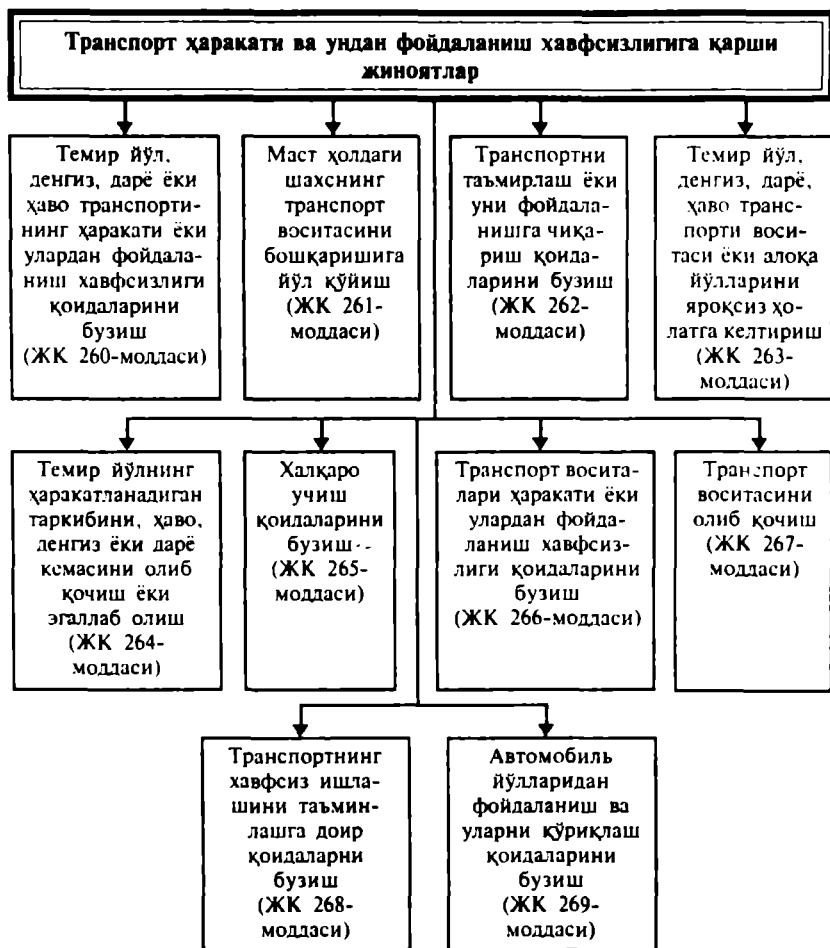 Транспорт ҳаракати ва ундан фойдаланиш хавфсизлигига қарши
жиноятлар
Темир йўл,
денгиз, дарё ёки
ҳаво транспорти-
нинг ҳаракати ёки
улардан фойдала-
ниш хавфсизлиги
қоидаларини
бузиш
(ЖК 260-моддаси)
Маст ҳолдаги
шахснинг
транспорт
воситасини
бошқаришига
йўл қўйиш
(ЖК 261-
моддаси)
Транспортни
таъмирлаш ёки
уни фойдала-
нишга чиқа-
риш қоида-
ларини бузиш
(ЖК 262-
моддаси)
Темир йўл,
денгиз, дарё,
ҳаво транс-
порти воси-
таси ёки алоқа
йўлларини
яроқсиз ҳо-
латга келтириш
(ЖК 263-
моддаси)
Темир йўлнинг
ҳаракатланадиган
таркибини, ҳаво,
денгиз ёки дарё
кемасини олиб
қочиш ёки
эгаллаб олиш
(ЖК 264-
моддаси)
Халқаро
учиш
қоидаларини
бузиш
(ЖК 265-
моддаси)
Транспорт восита-
лари ҳаракати ёки
улардан фойда-
ланиш хавфсиз-
лиги қоидаларини
бузиш
(ЖК 266-моддаси)
Транспорт
воситасини
олиб қочиш
(ЖК 267-
моддаси)
Транспортнинг
хавфсиз ишла-
шини таъмин-
лашга доир
қоидаларни
бузиш
(ЖК 268-
моддаси)
Автомобиль
йўлларидан
фойдаланиш ва
уларни қўриқлаш
қоидаларини
бузиш
(ЖК 269-
моддаси)